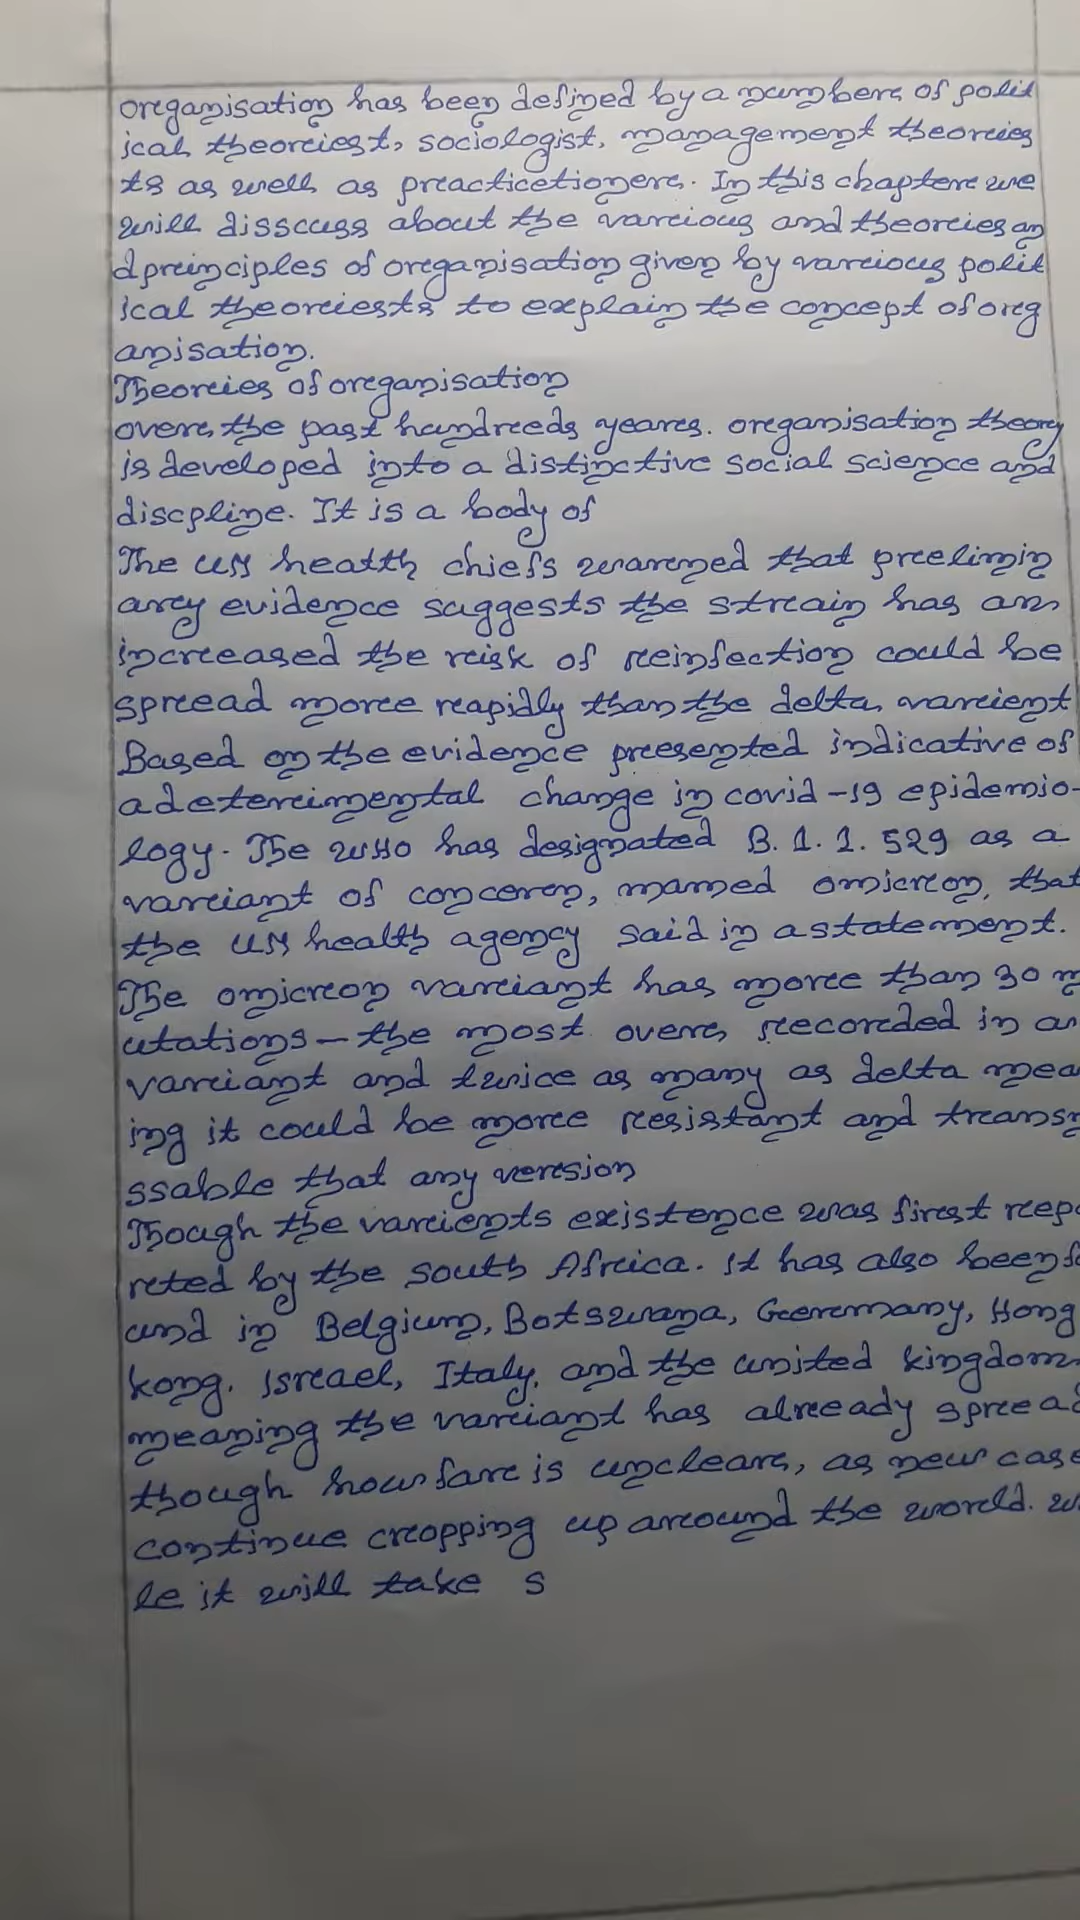 organisation has been defined by a numbers of polit
ical theoriest, sociologist, management theories
ts as well as practicetioners. In this chapter we
will disscuss about the various and theories an
d principles of organisation given by various polit
ical theoriests to explain the concept of org
anisation.
Theories of organisation
over the past hundreds years. organisation theory
is developed into a distinctive social science and
discpline. It is a body of
The UN heatth chiefs warned that prelimin
ary evidence suggests the strain has an
increased the risk of reinfection could be
spread more rapidly than the delta varient
Based on the evidence presented indicative of
a deterimental change in covid-19 epidemio-
logy. The WHO has designated B.1.1.529 as a
variant of concern, named omicron, that
the UN health agency said in a statement.
The omicron variant has more than 30 m
utations - the most over recorded in an
variant and twice as many as delta mea
ing it could be more resistant and transm
ssable that any version
Though the varients existence was first repo
rted by the south Africa. It has also been fo
und in Belgium, Botswana, Germany, Hong
kong, Israel, Italy, and the united kingdom
meaning the variant has already spread
though how far is unclear, as new case
continue cropping up around the world. w
le it will take s